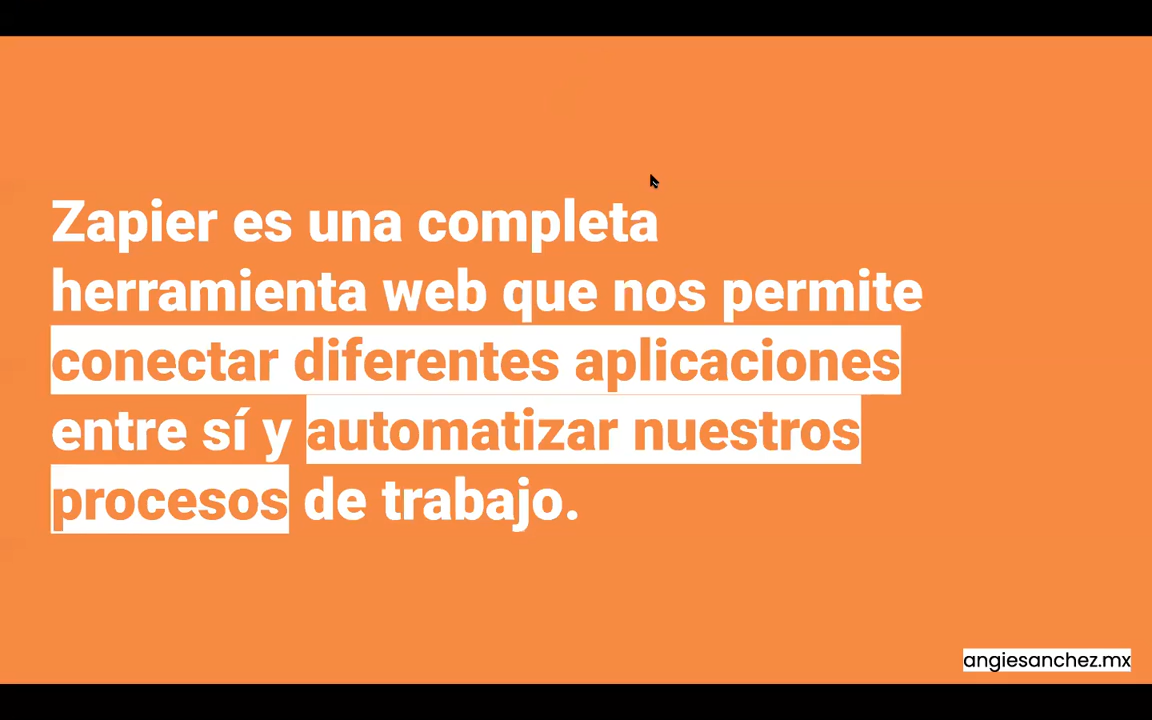 Zapier es una completa
herramienta web que nos permite
conectar diferentes aplicaciones
entre sí y automatizar nuestros
procesos de trabajo.
angiesanchez.mx